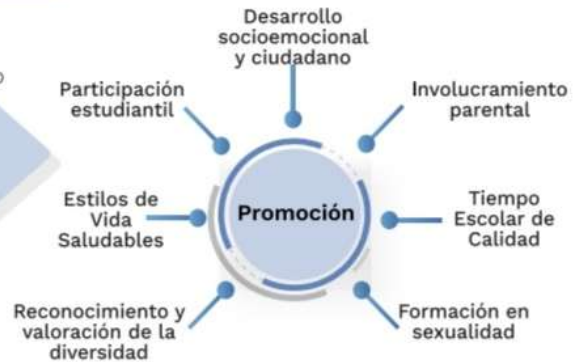 Desarrollo
socioemocional
y ciudadano
Participación
estudiantil
Involucramiento
parental
Estilos de
Vida
Saludables
Promoción
Tiempo
Escolar de
Calidad
Reconocimiento y
valoración de la
diversidad
Formación en
sexualidad